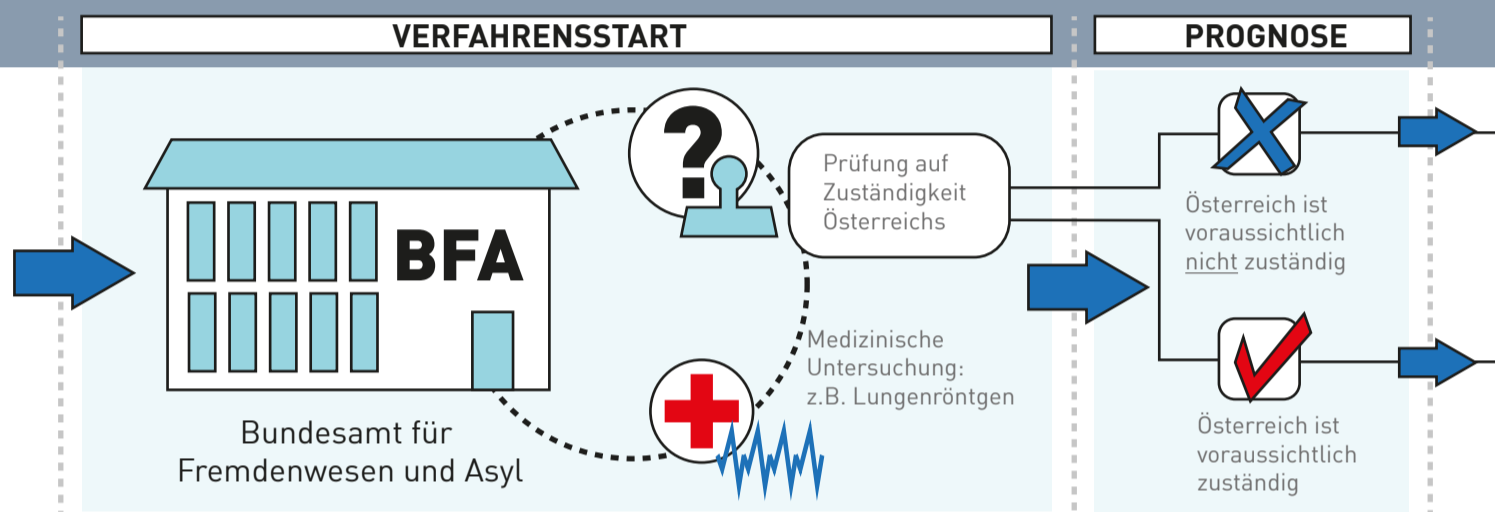 VERFAHRENSSTART
PROGNOSE
?
BFA
Bundesamt für
Fremdenwesen und Asyl
Prüfung auf
Zuständigkeit
Österreichs
Medizinische
Untersuchung:
z.B. Lungenröntgen
Österreich ist
voraussichtlich
nicht zuständig
Österreich ist
voraussichtlich
zuständig